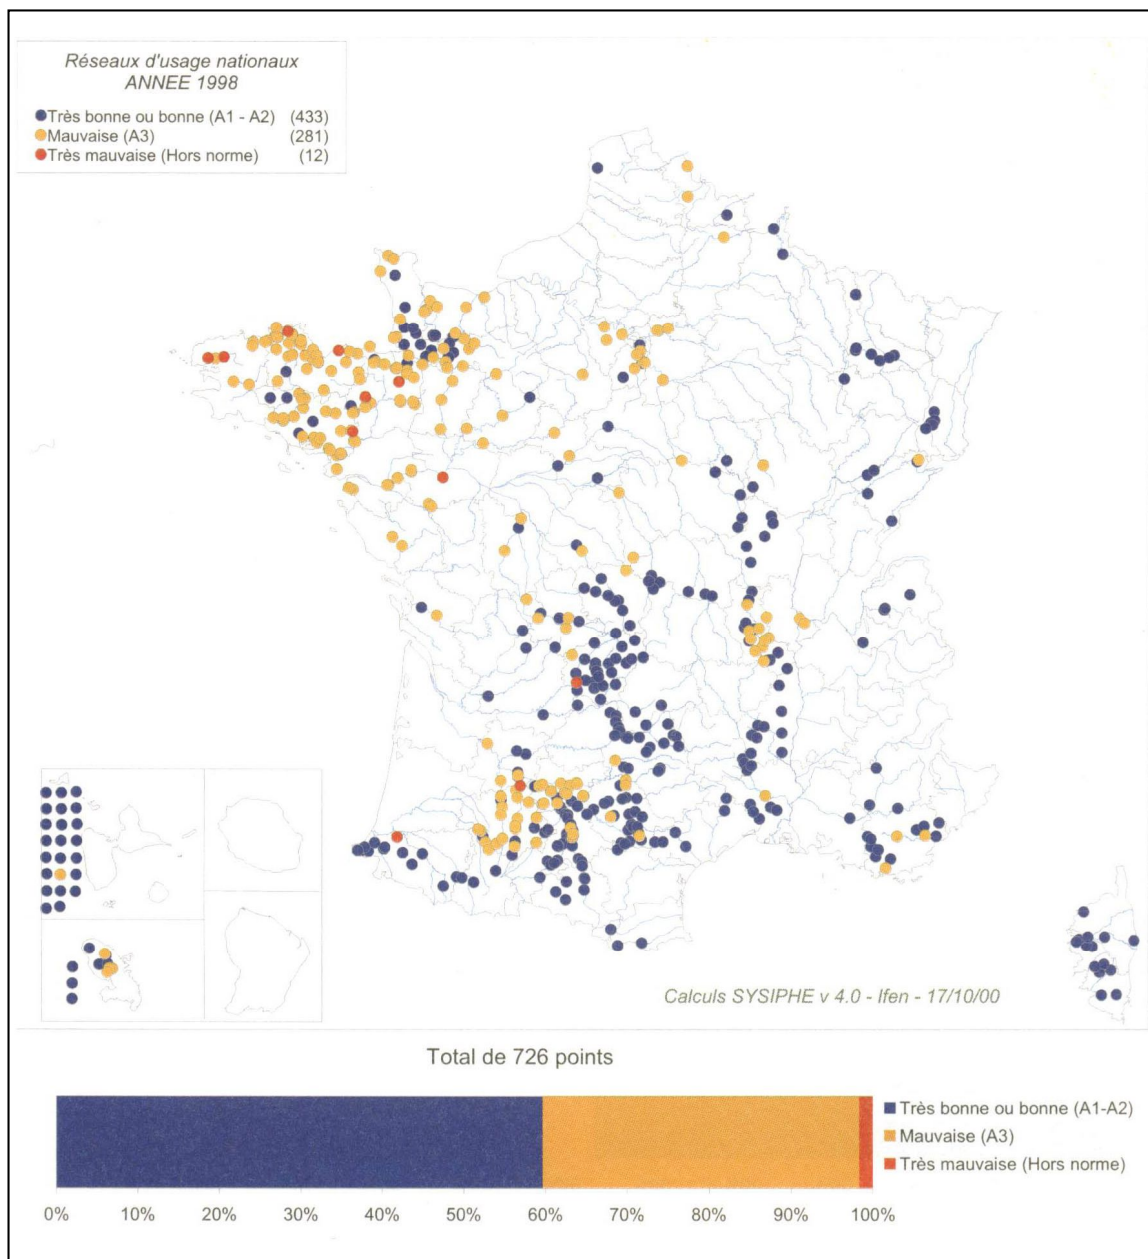 Réseaux d'usage nationaux
ANNEE 1998
Très bonne ou bonne (A1 - A2) (433)
Mauvaise (A3) (281)
Très mauvaise (Hors norme) (12)
Calculs SYSIPHE v 4.0 - Ifen - 17/10/00
Total de 726 points
Très bonne ou bonne (A1-A2)
Mauvaise (A3)
Très mauvaise (Hors norme)
0% 10% 20% 30% 40% 50% 60% 70% 80% 90% 100%